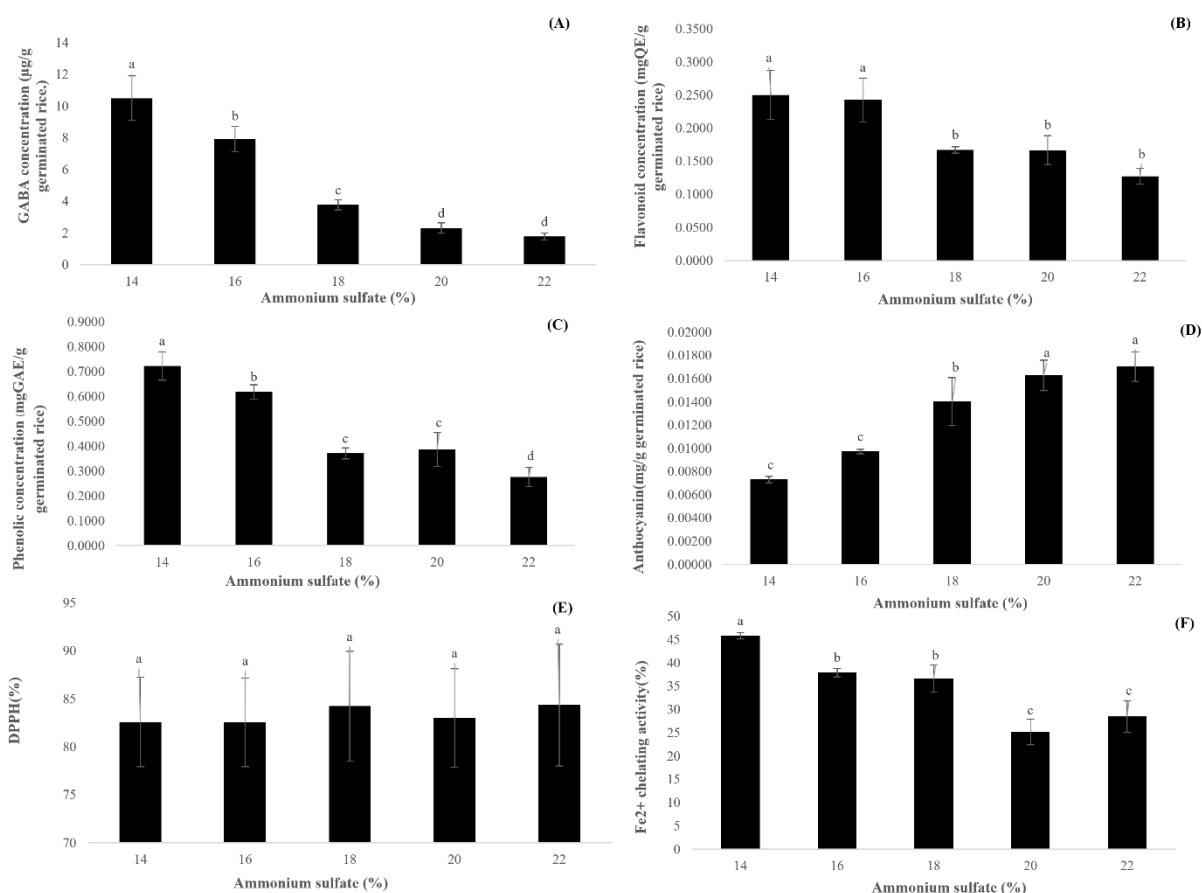 (A)
GABA concentration (µg/g
germinated rice.)
14
12
10
8
6
4
2
0
a
b
c
d
d
14
16
18
20
22
Ammonium sulfate (%)
(B)
Flavonoid concentration (mgQE/g
germinated rice)
0.3500
0.3000
0.2500
0.2000
0.1500
0.1000
0.0500
0.0000
a
a
b
b
b
14
16
18
20
22
Ammonium sulfate (%)
(C)
Phenolic concentration (mgGAE/g
germinated rice)
0.9000
0.8000
0.7000
0.6000
0.5000
0.4000
0.3000
0.2000
0.1000
0.0000
a
b
c
c
d
14
16
18
20
22
Ammonium sulfate (%)
(D)
Anthocyanin(mg/g germinated rice)
0.02000
0.01800
0.01600
0.01400
0.01200
0.01000
0.00800
0.00600
0.00400
0.00200
0.00000
c
c
b
a
a
14
16
18
20
22
Ammonium sulfate (%)
(E)
DPPH(%)
95
90
85
80
75
70
a
a
a
a
a
14
16
18
20
22
Ammonium sulfate (%)
(F)
Fe2+ chelating activity(%)
50
45
40
35
30
25
20
15
10
5
0
a
b
b
c
c
14
16
18
20
22
Ammonium sulfate (%)